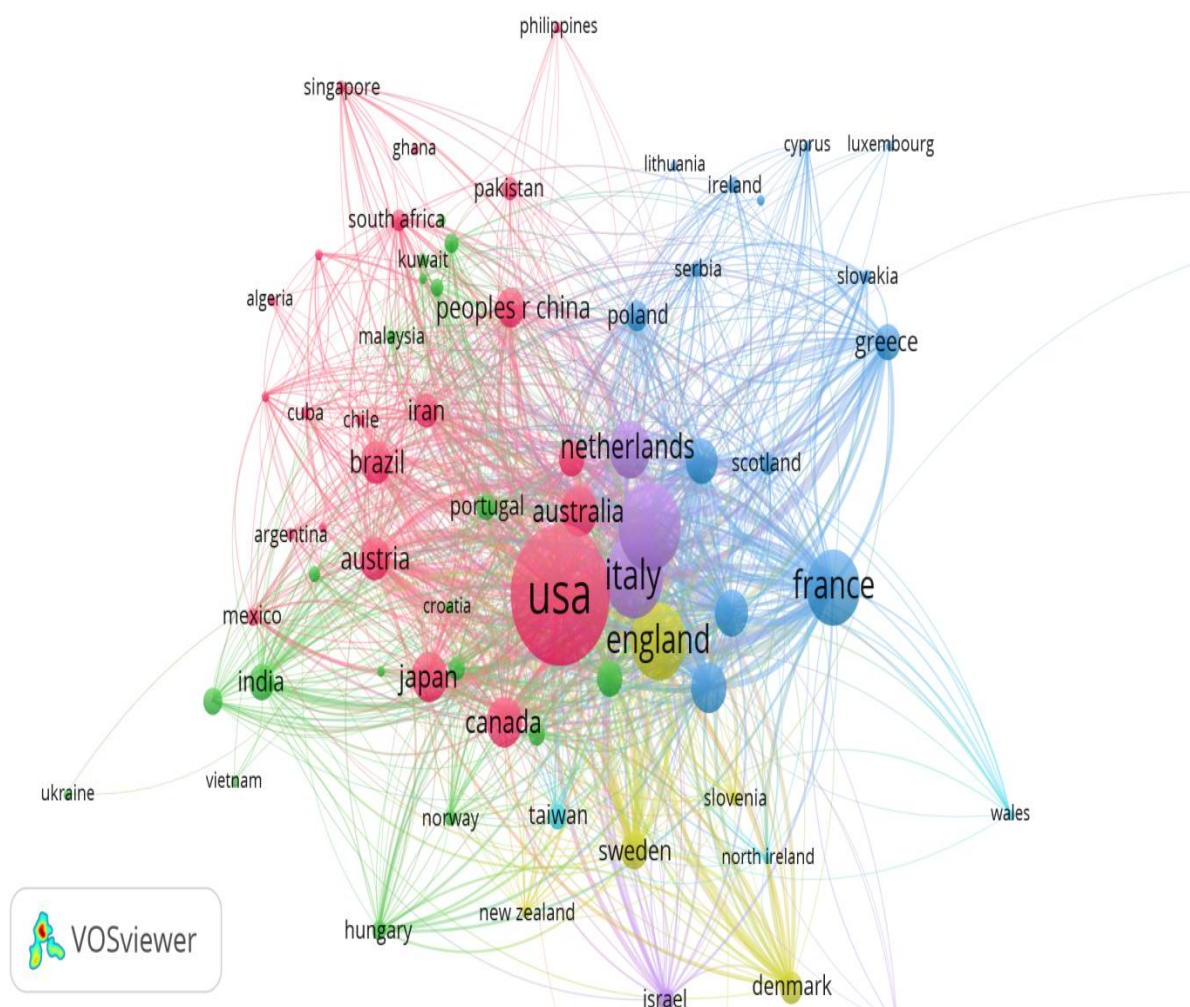 philippines
singapore
ghana
lithuania
cyprus
luxembourg
pakistan
ireland
south africa
kuwait
serbia
slovakia
algeria
peoples r china
poland
malaysia
greece
cuba
chile
iran
brazil
netherlands
scotland
portugal
australia
argentina
austria
usa
italy
france
mexico
croatia
england
india
japan
canada
ukraine
vietnam
norway
taiwan
slovenia
wales
sweden
north ireland
new zealand
hungary
VOSviewer
denmark
israel